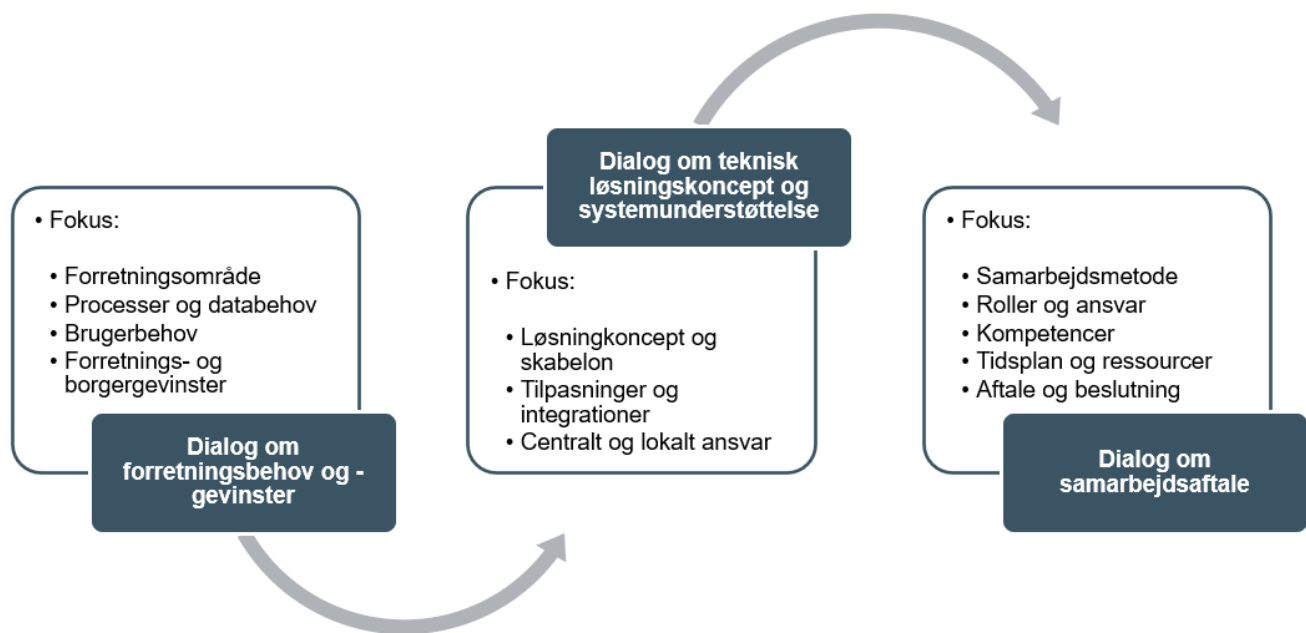 • Fokus:
• Forretningsområde
• Processer og databehov
• Brugerbehov
• Forretnings- og
borgergevinster
Dialog om
forretningsbehov og -
gevinster
Dialog om teknisk
løsningskoncept og
systemunderstøttelse
• Fokus:
• Løsningkoncept og
skabelon
• Tilpasninger og
integrationer
• Centralt og lokalt ansvar
• Fokus:
• Samarbejdsmetode
• Roller og ansvar
• Kompetencer
• Tidsplan og ressourcer
• Aftale og beslutning
Dialog om
samarbejdsaftale